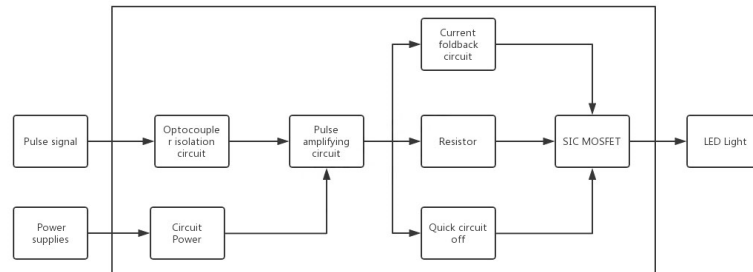 Current
foldback
circuit
Pulse signal
Optocouple
r isolation
circuit
Pulse
amplifying
circuit
Resistor
SIC MOSFET
LED Light
Power
supplies
Circuit
Power
Quick circuit
off